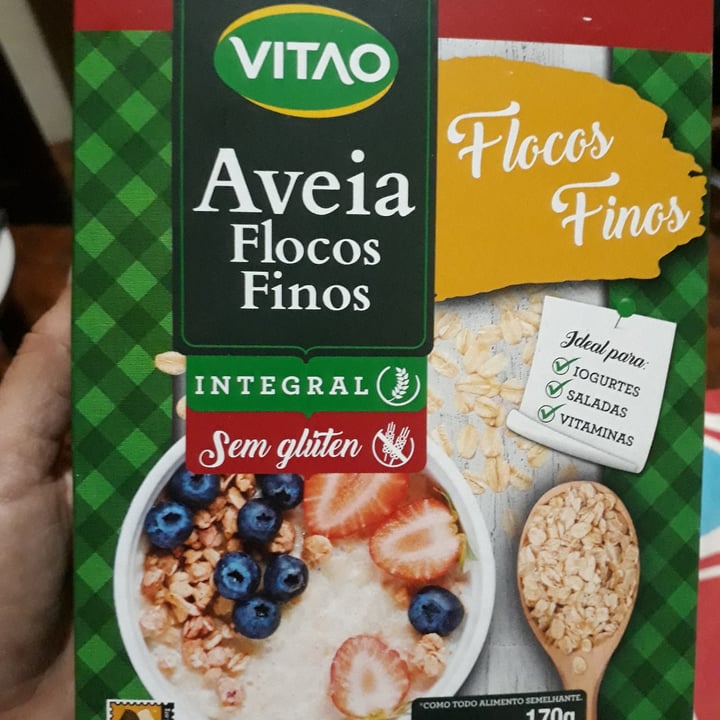 VITAO
Aveia
Flocos
Finos
INTEGRAL
Sem glúten
Flocos
Finos
Ideal para:
IOGURTES
SALADAS
VITAMINAS
*COMO TODO ALIMENTO SEMELHANTE.
170g